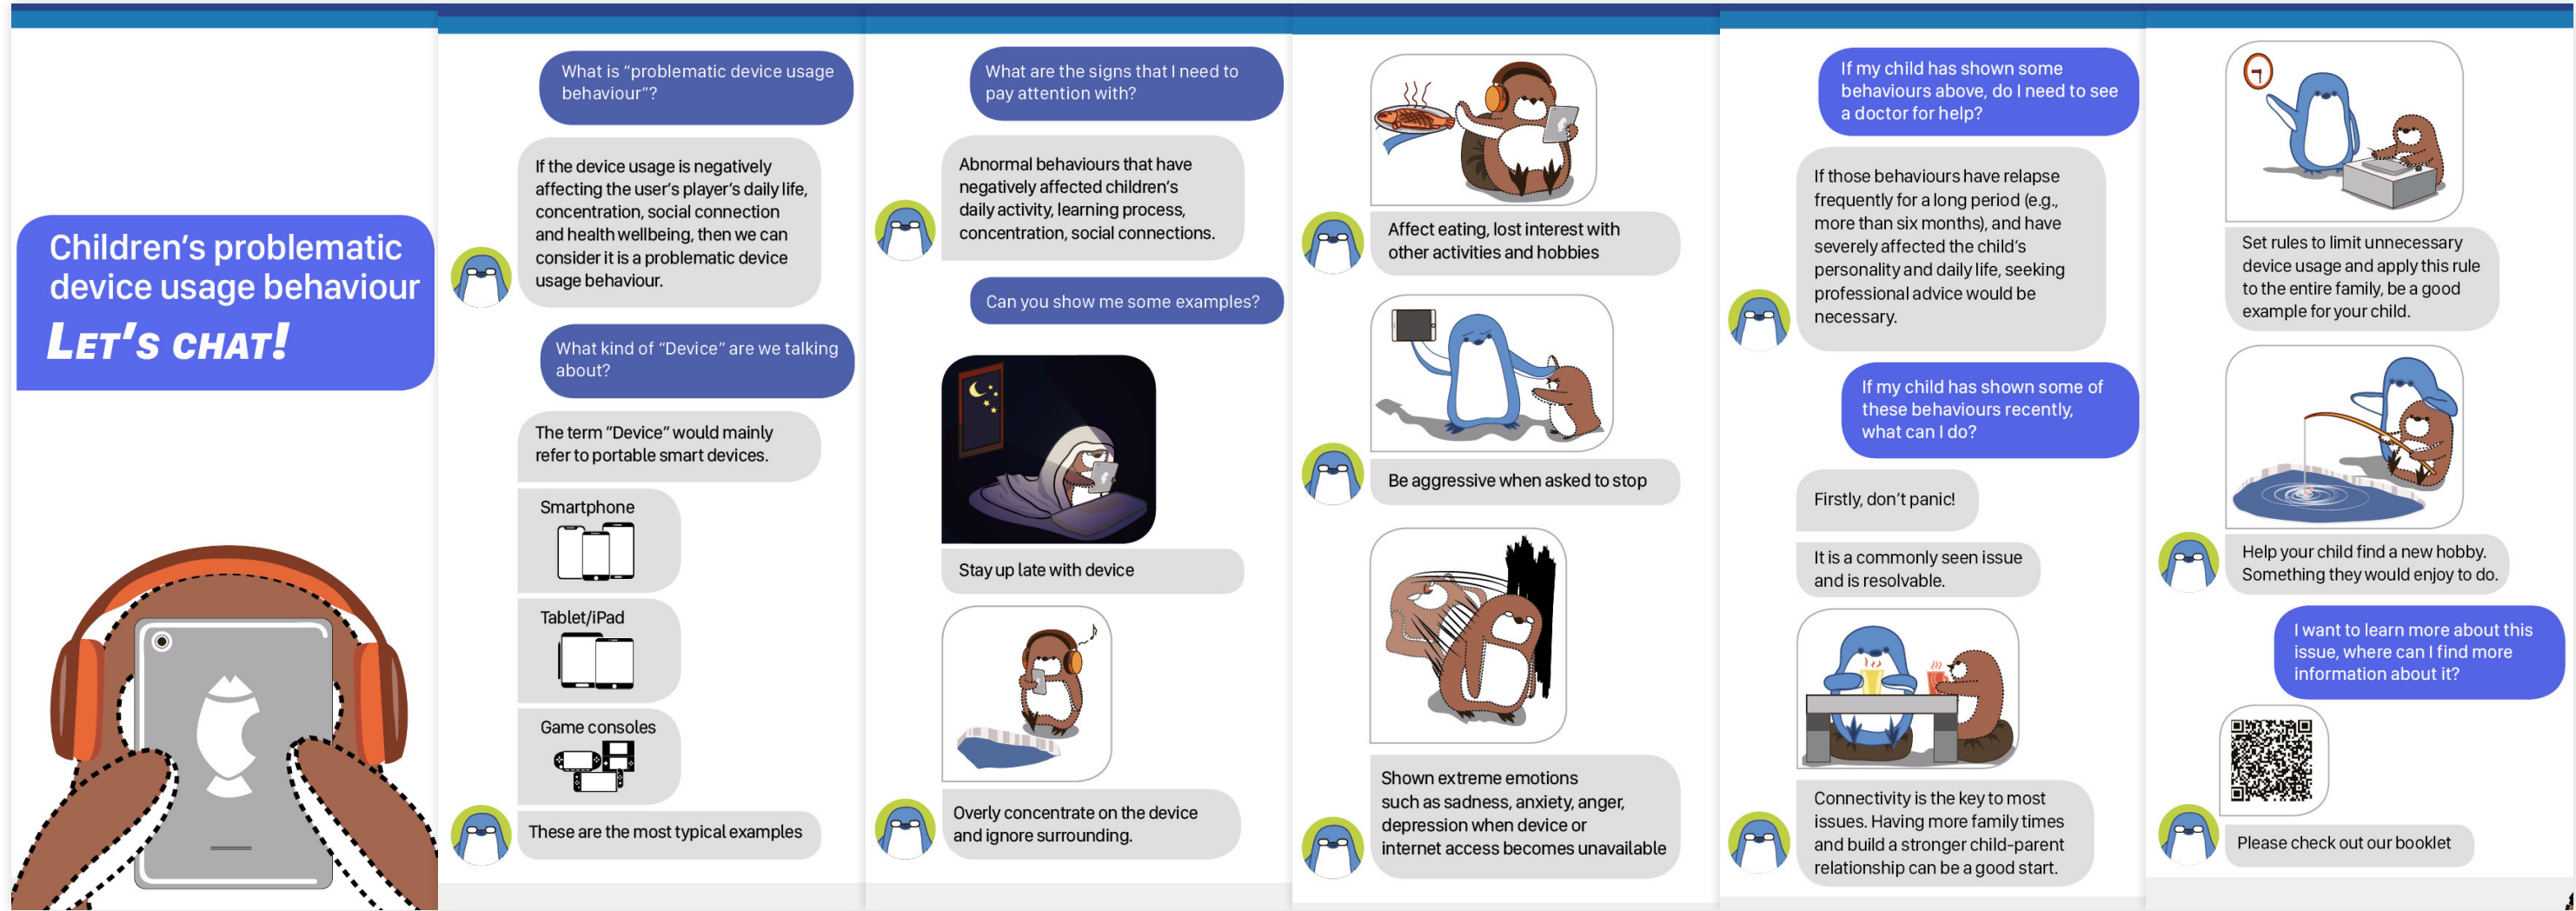 Children's problematic
device usage behaviour
LET'S CHAT!
What is "problematic device usage
behaviour"?
If the device usage is negatively
affecting the user's player's daily life,
concentration, social connection
and health wellbeing, then we can
consider it is a problematic device
usage behaviour.
What kind of "Device" are we talking
about?
The term "Device" would mainly
refer to portable smart devices.
Smartphone
Tablet/iPad
Game consoles
These are the most typical examples
What are the signs that I need to
pay attention with?
Abnormal behaviours that have
negatively affected children's
daily activity, learning process,
concentration, social connections.
Can you show me some examples?
Stay up late with device
Overly concentrate on the device
and ignore surrounding.
Affect eating, lost interest with
other activities and hobbies
Be aggressive when asked to stop
Shown extreme emotions
such as sadness, anxiety, anger,
depression when device or
internet access becomes unavailable
If my child has shown some
behaviours above, do I need to see
a doctor for help?
If those behaviours have relapse
frequently for a long period (e.g.,
more than six months), and have
severely affected the child's
personality and daily life, seeking
professional advice would be
necessary.
If my child has shown some of
these behaviours recently,
what can I do?
Firstly, don't panic!
It is a commonly seen issue
and is resolvable.
Connectivity is the key to most
issues. Having more family times
and build a stronger child-parent
relationship can be a good start.
Set rules to limit unnecessary
device usage and apply this rule
to the entire family, be a good
example for your child.
Help your child find a new hobby.
Something they would enjoy to do.
I want to learn more about this
issue, where can I find more
information about it?
Please check out our booklet